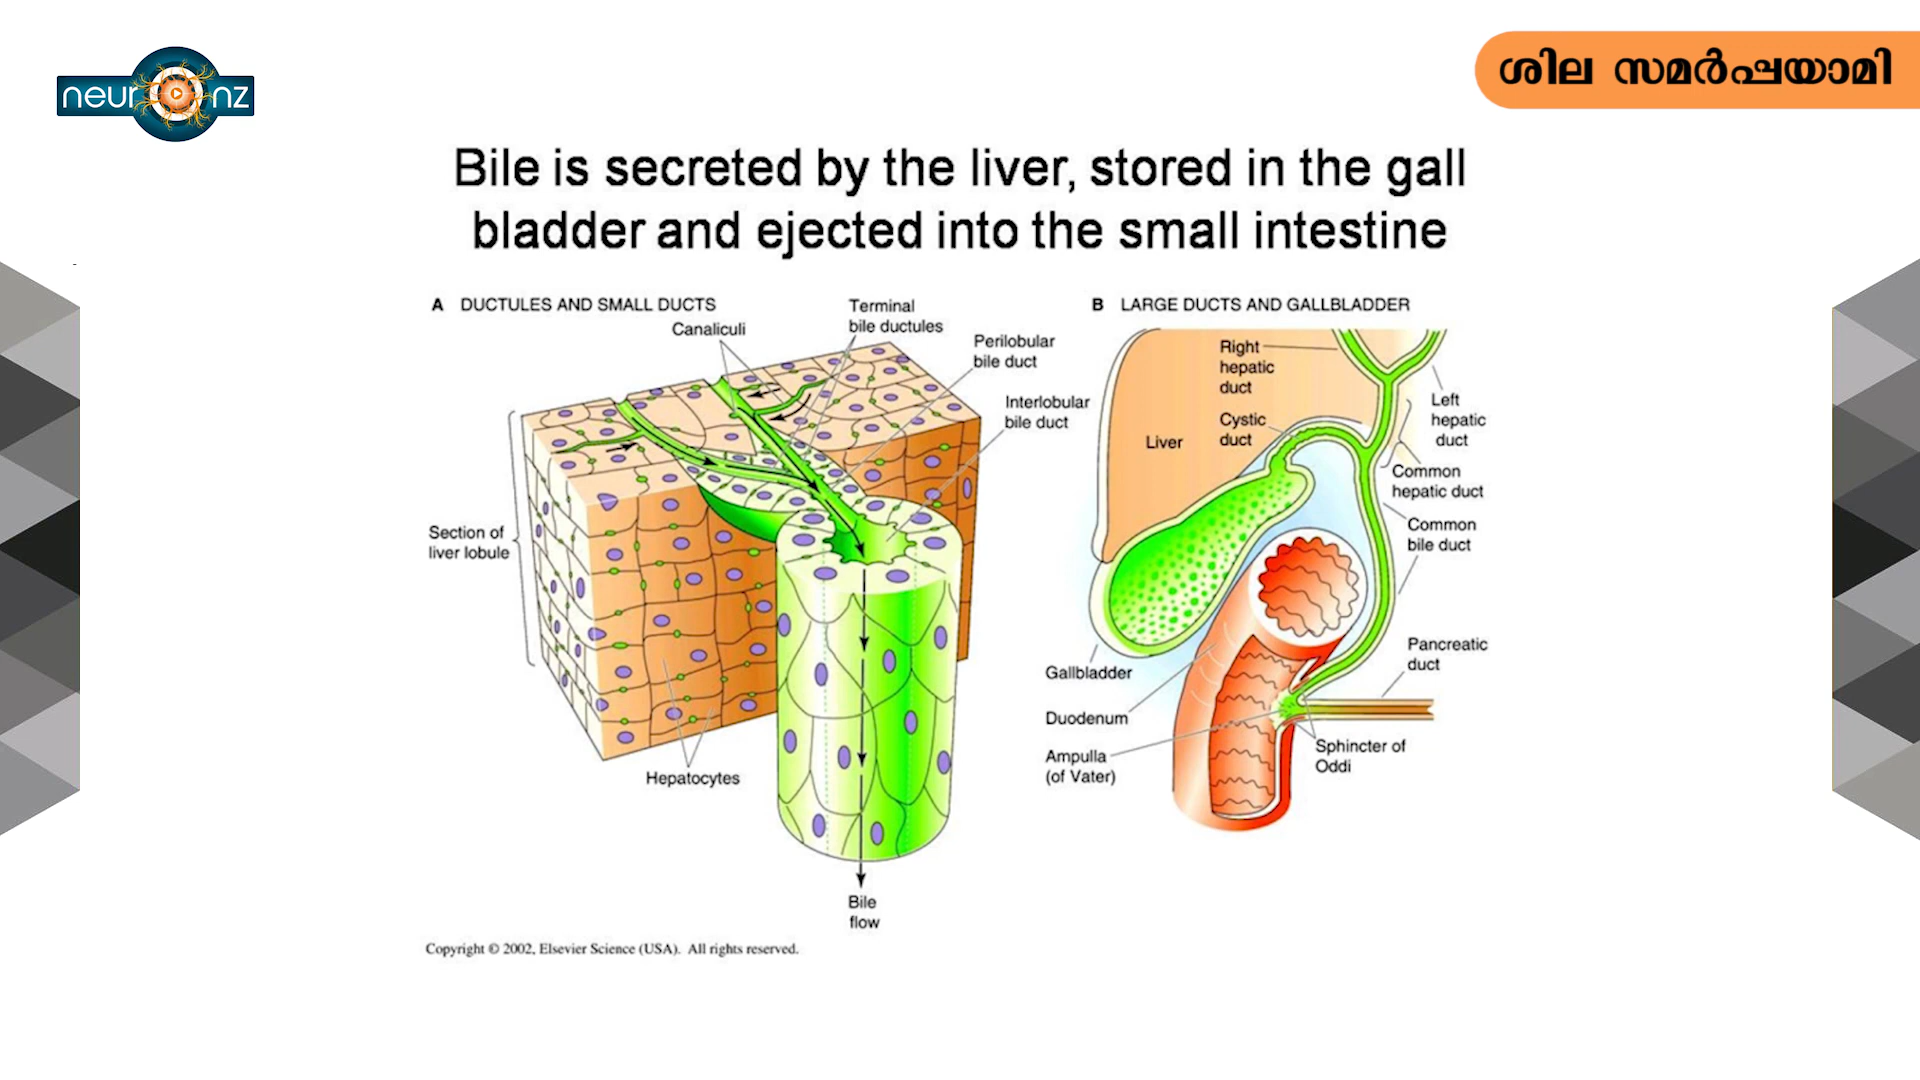 neuronz
ശില സമർപ്പയാമി
Bile is secreted by the liver, stored in the gall
bladder and ejected into the small intestine
A DUCTULES AND SMALL DUCTS
Canaliculi
Terminal
bile ductules
Perilobular
bile duct
Interlobular
bile duct
Section of
liver lobule
Hepatocytes
Bile
flow
B LARGE DUCTS AND GALLBLADDER
Right
hepatic
duct
Cystic
duct
Liver
Left
hepatic
duct
Common
hepatic duct
Common
bile duct
Pancreatic
duct
Gallbladder
Duodenum
Ampulla
(of Vater)
Sphincter of
Oddi
Copyright © 2002, Elsevier Science (USA). All rights reserved.